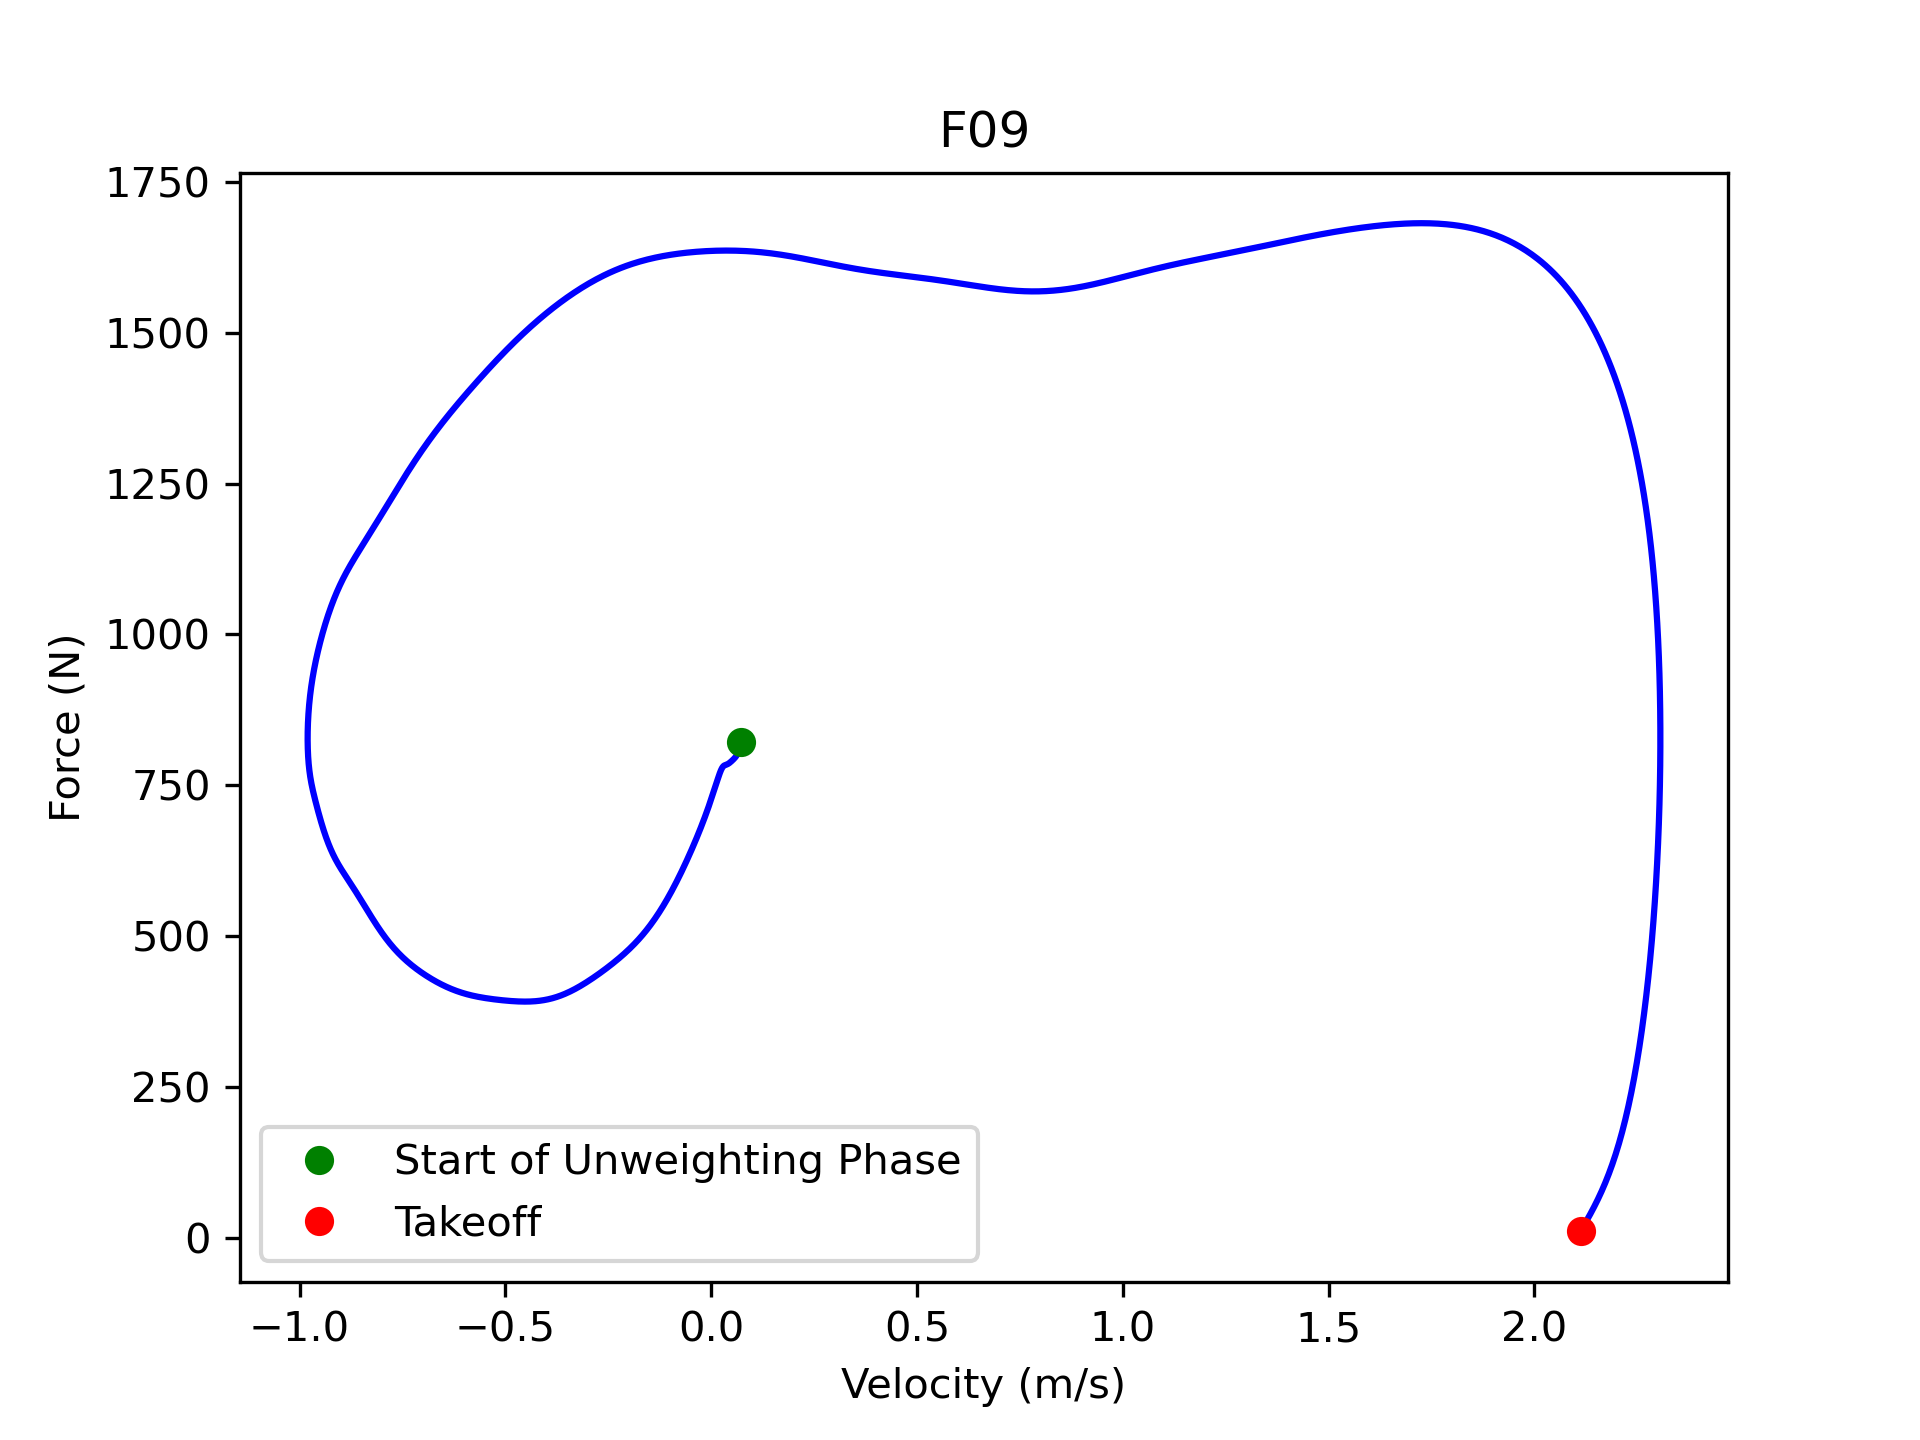 F09
1750
1500
1250
1000
750
500
250
0
Force (N)
Start of Unweighting Phase
Takeoff
−1.0 −0.5 0.0 0.5 1.0 1.5 2.0
Velocity (m/s)